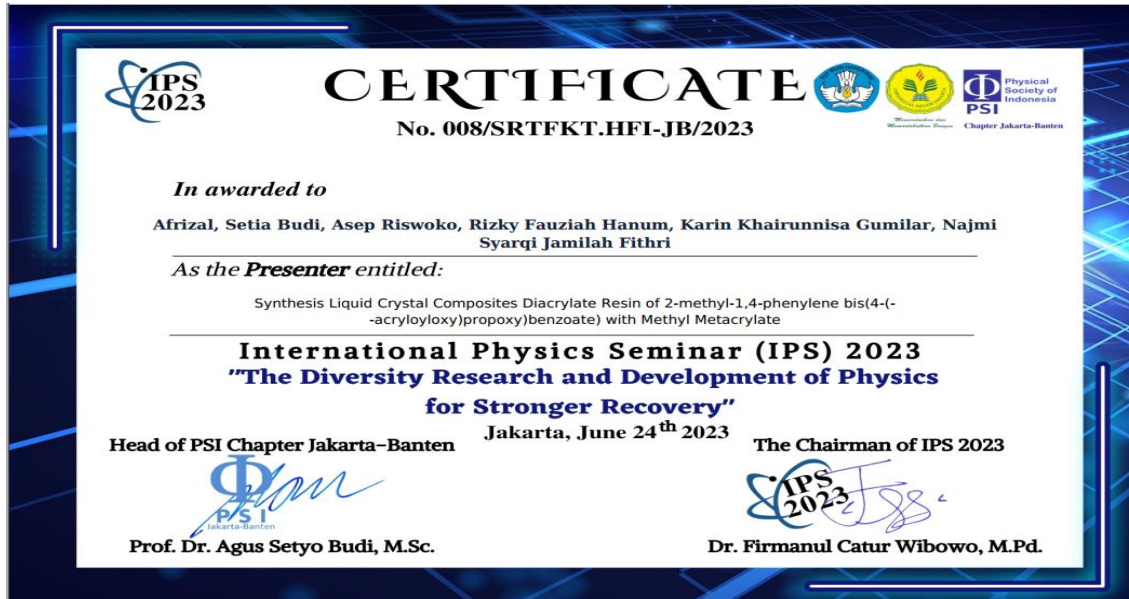 IPS
2023
CERTIFICATE
No. 008/SRTFKT.HFI-JB/2023
Physical
Society of
Indonesia
PSI
Chapter Jakarta-Banten
In awarded to
Afrizal, Setia Budi, Asep Riswoko, Rizky Fauziah Hanum, Karin Khairunnisa Gumilar, Najmi
Syarqi Jamilah Fithri
As the Presenter entitled:
Synthesis Liquid Crystal Composites Diacrylate Resin of 2-methyl-1,4-phenylene bis(4-(-
-acryloyloxy)propoxy)benzoate) with Methyl Metacrylate
International Physics Seminar (IPS) 2023
"The Diversity Research and Development of Physics
for Stronger Recovery"
Jakarta, June 24th 2023
Head of PSI Chapter Jakarta-Banten
PSI
Jakarta-Banten
Prof. Dr. Agus Setyo Budi, M.Sc.
The Chairman of IPS 2023
IPS
2023
Dr. Firmanul Catur Wibowo, M.Pd.